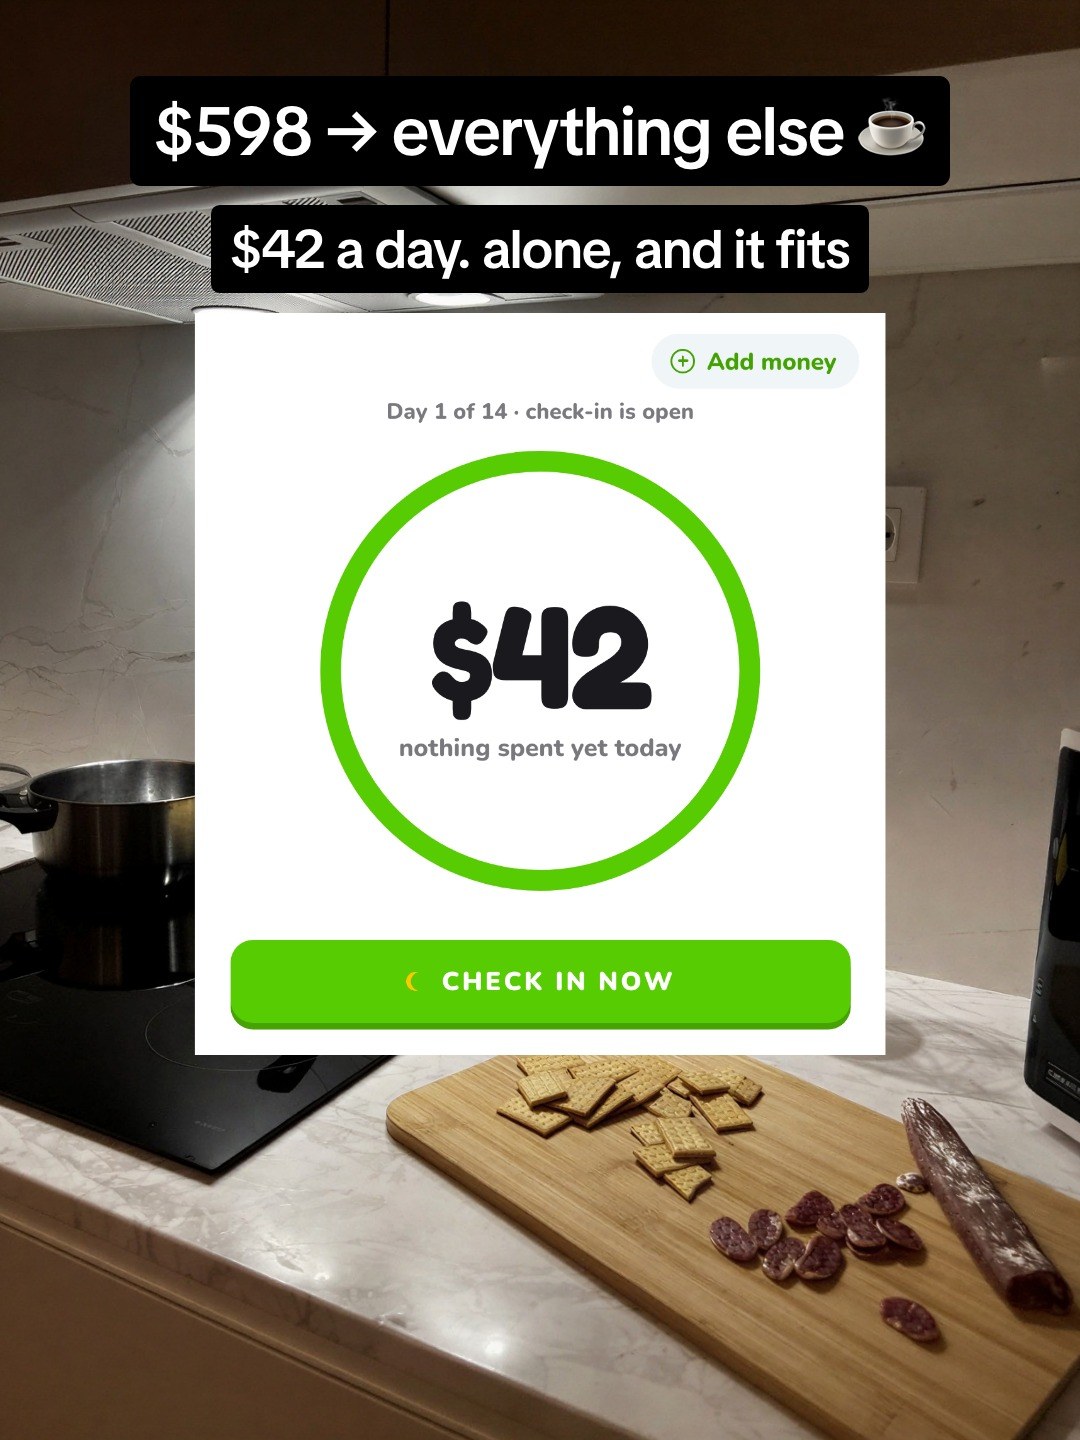 $598 → everything else ☕
$42 a day. alone, and it fits
Add money
Day 1 of 14 · check-in is open
$42
nothing spent yet today
CHECK IN NOW